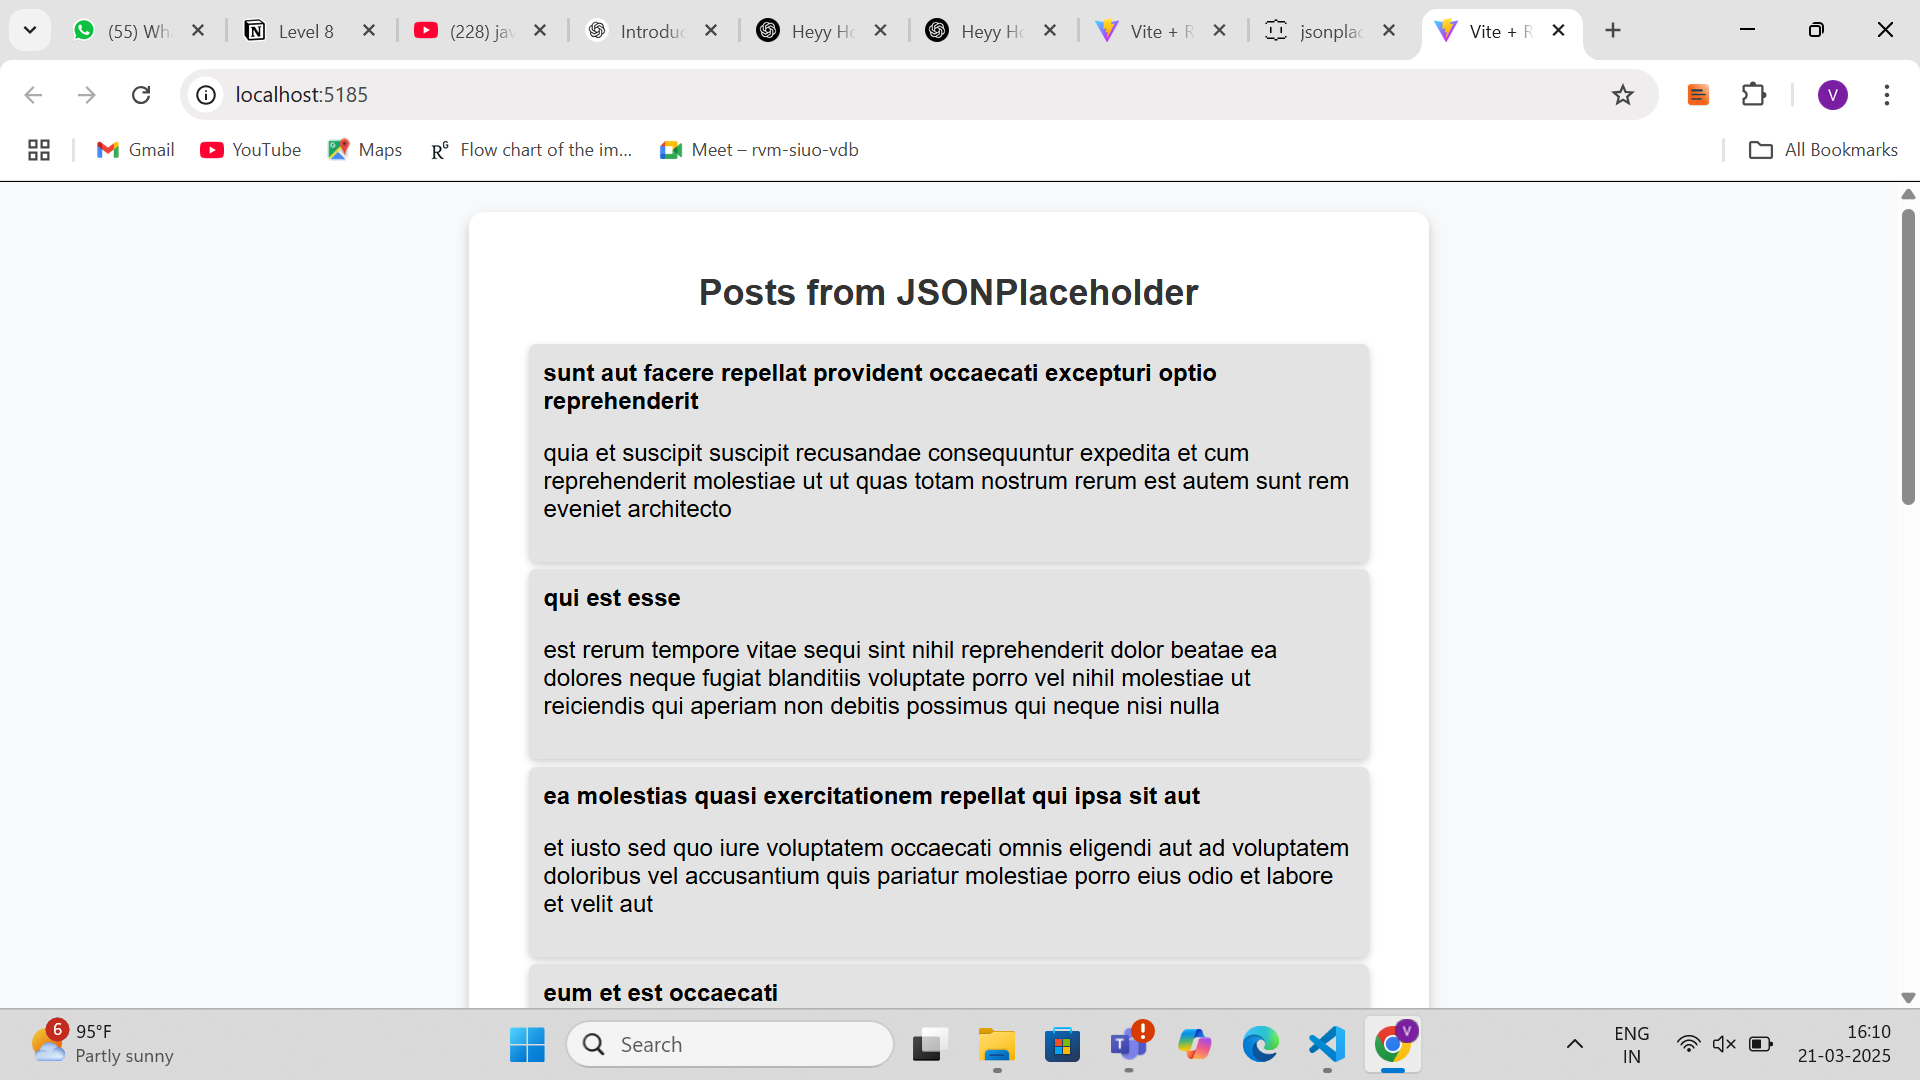 (55) Wh
Level 8
(228) jav
Introduc
Heyy Ho
Heyy Ho
Vite + R
jsonplac
Vite + R
localhost:5185
V
Gmail
YouTube
Maps
RG Flow chart of the im...
Meet – rvm-siuo-vdb
All Bookmarks
Posts from JSONPlaceholder
sunt aut facere repellat provident occaecati excepturi optio
reprehenderit
quia et suscipit suscipit recusandae consequuntur expedita et cum
reprehenderit molestiae ut ut quas totam nostrum rerum est autem sunt rem
eveniet architecto
qui est esse
est rerum tempore vitae sequi sint nihil reprehenderit dolor beatae ea
dolores neque fugiat blanditiis voluptate porro vel nihil molestiae ut
reiciendis qui aperiam non debitis possimus qui neque nisi nulla
ea molestias quasi exercitationem repellat qui ipsa sit aut
et iusto sed quo iure voluptatem occaecati omnis eligendi aut ad voluptatem
doloribus vel accusantium quis pariatur molestiae porro eius odio et labore
et velit aut
eum et est occaecati
6
95°F
Partly sunny
Search
V
ENG
IN
16:10
21-03-2025